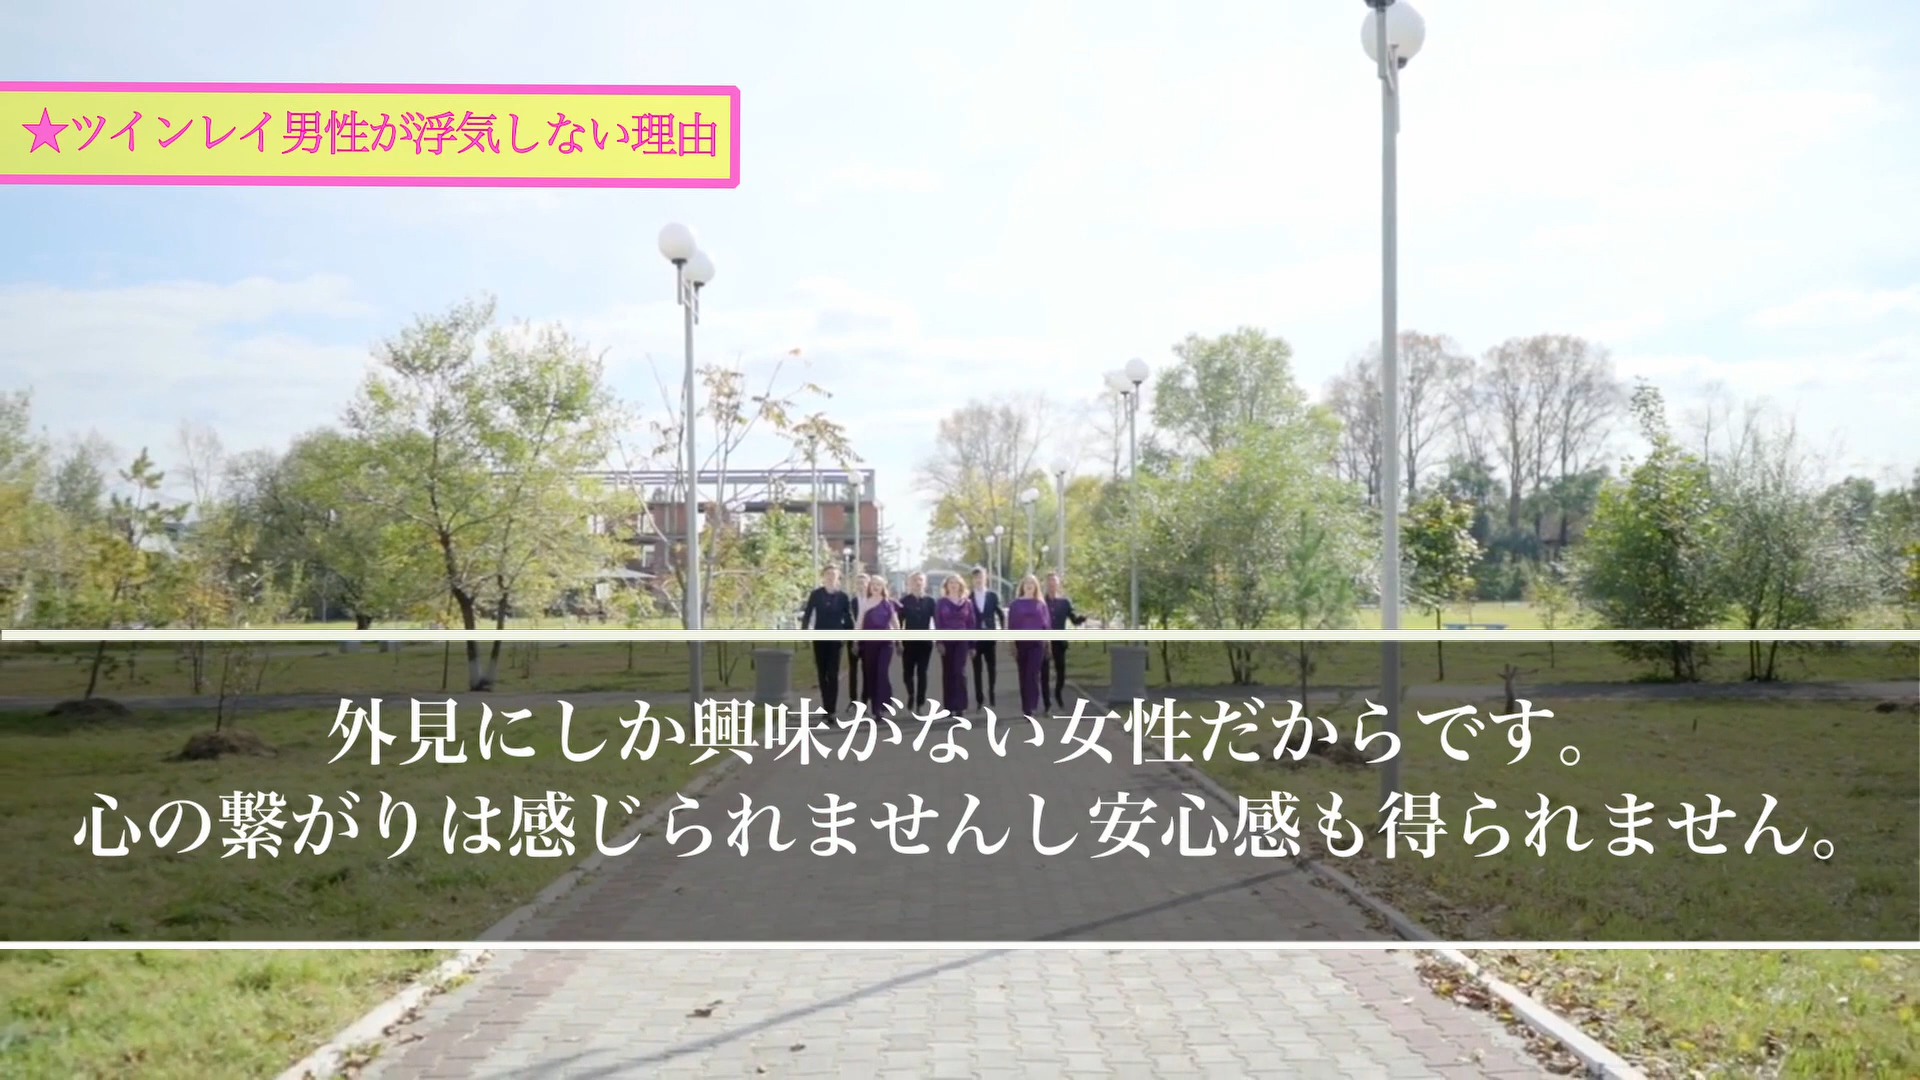 ★ツインレイ男性が浮気しない理由
外見にしか興味がない女性だからです。
心の繋がりは感じられませんし安心感も得られません。